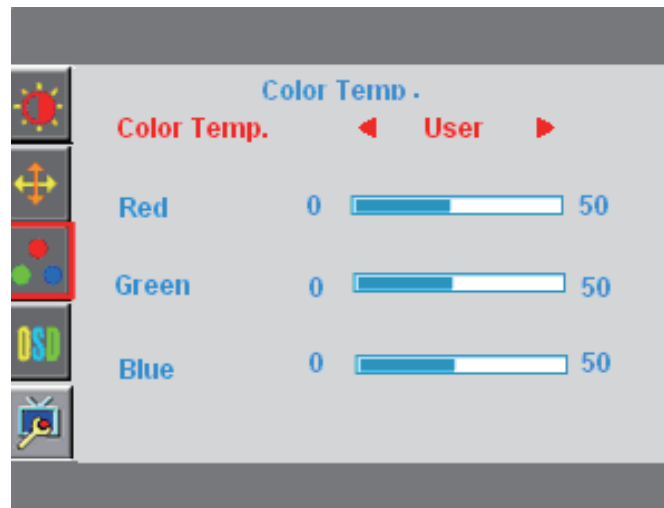 Color Temp .
Color Temp. User
Red 0 50
Green 0 50
OSD
Blue 0 50